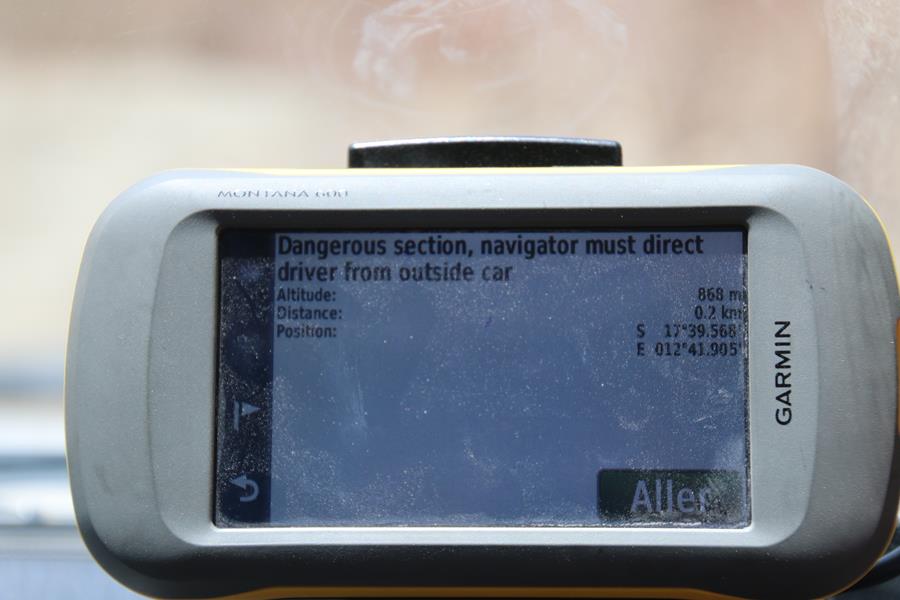 MONTANA 600
Dangerous section, navigator must direct
driver from outside car
Altitude: 868 m
Distance: 0.2 km
Position: S 17°39.568'
E 012°41.905'
GARMIN
Aller